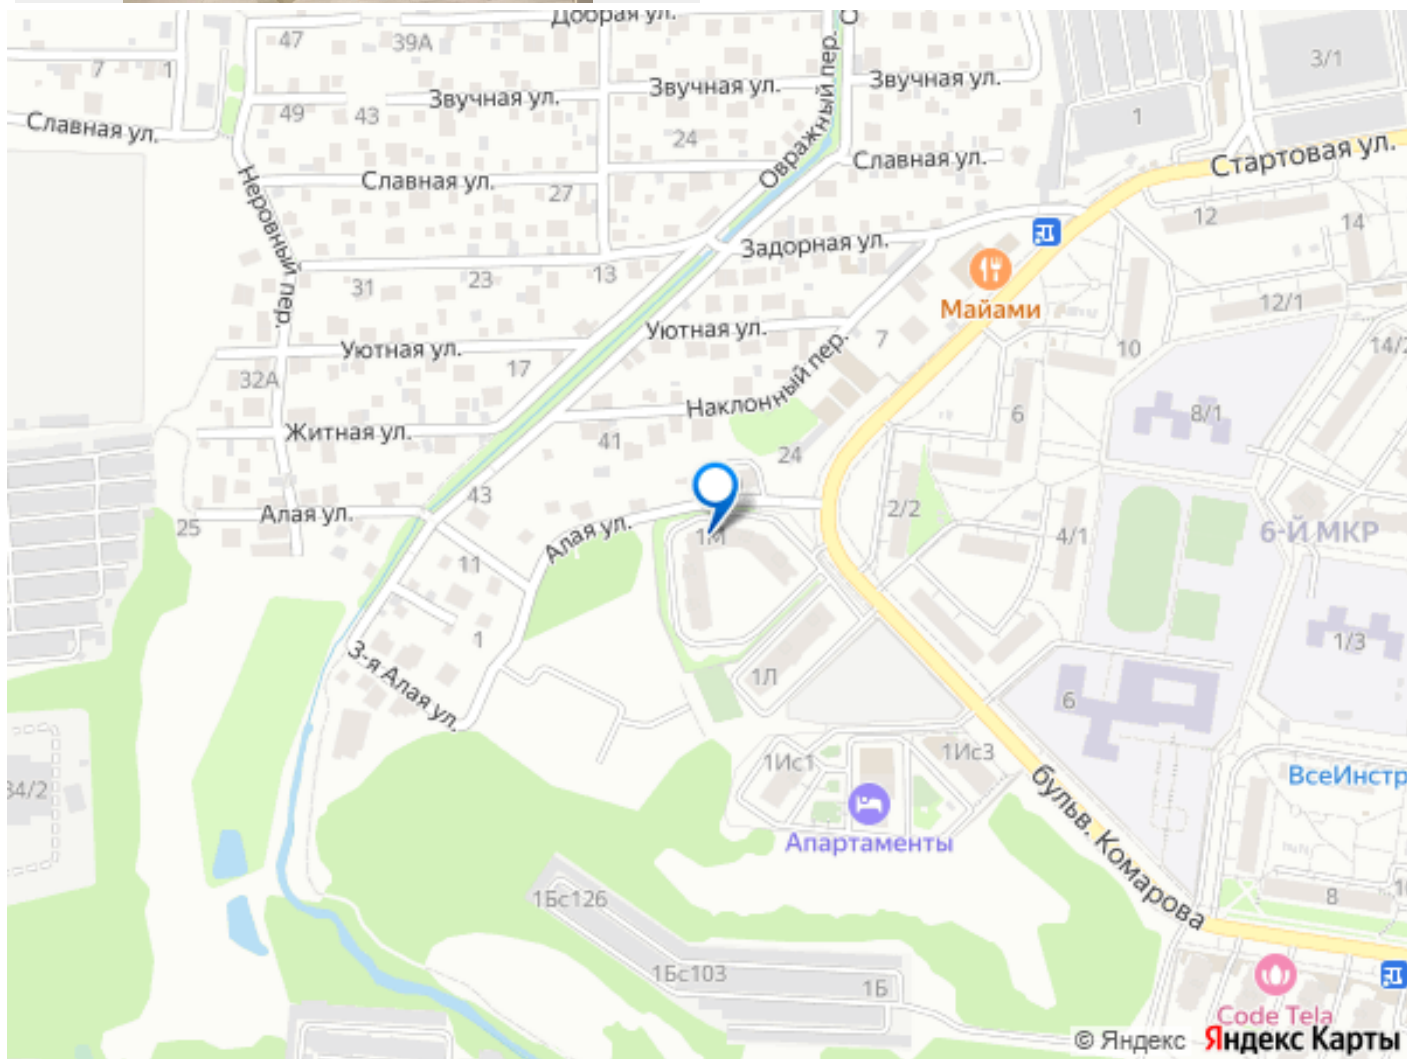 Добрая ул.
47
39А
3/1
7
1
Звучная ул.
Звучная ул.
Звучная ул.
49
43
1
Славная ул.
Овражный пер.
24
Славная ул.
Стартовая ул.
Неровный пер.
Славная ул.
27
12
14
Задорная ул.
31
23
13
Майами
12/1
Уютная ул.
7
Уютная ул.
17
10
32А
Наклонный пер.
6
8/1
Житная ул.
41
24
43
25
Алая ул.
Алая ул.
1М
2/2
4/1
6-Й МКР
11
1
1/3
3-я Алая ул.
1Л
6
1Ис1
1Ис3
бульв. Комарова
ВсеИнстр
34/2
Апартаменты
1Бс126
8
1Бс103
1Б
Code Tela
© Яндекс Яндекс Карты